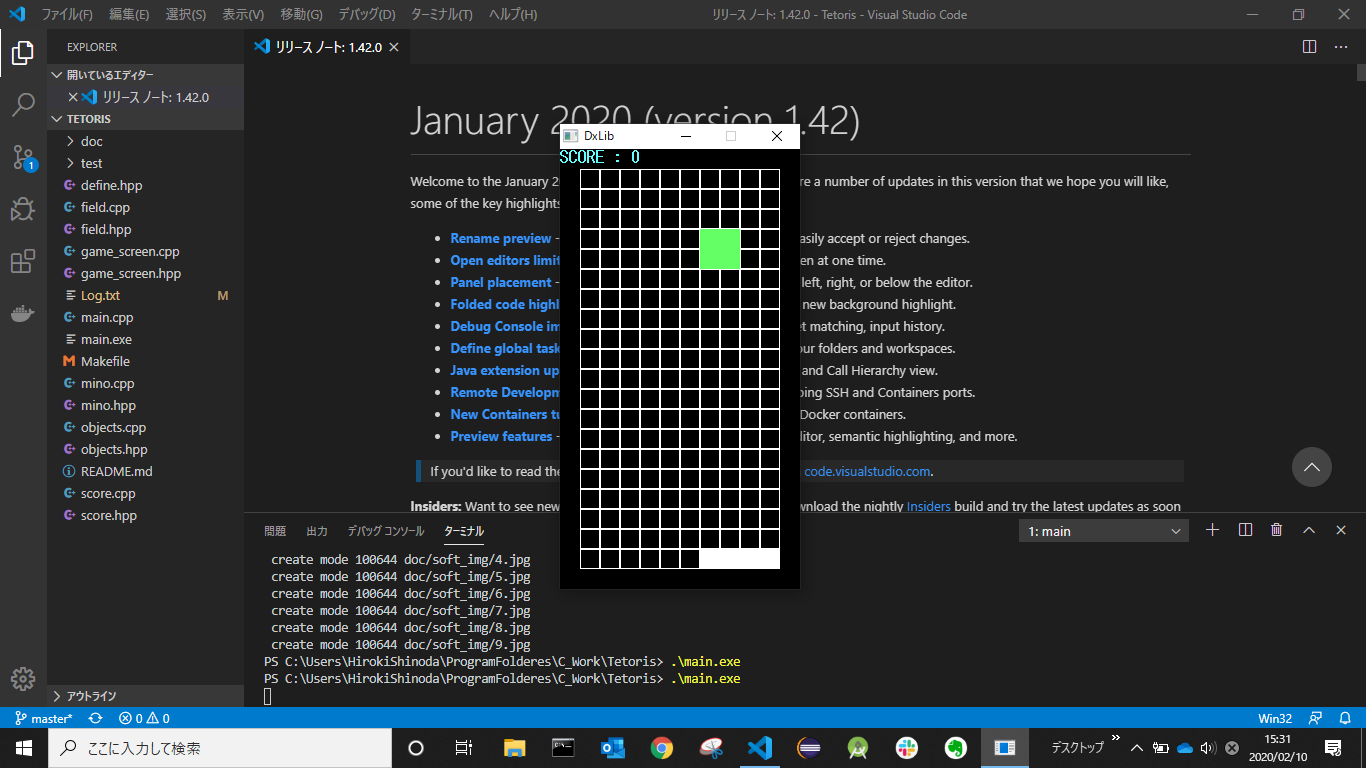 ファイル(F) 編集(E) 選択(S) 表示(V) 移動(G) デバッグ(D) ターミナル(T) ヘルプ(H) リリース ノート: 1.42.0 - Tetoris - Visual Studio Code
EXPLORER
リリース ノート: 1.42.0
開いているエディター
リリース ノート: 1.42.0
TETORIS
doc
test
define.hpp
field.cpp
field.hpp
game_screen.cpp
game_screen.hpp
Log.txt M
main.cpp
main.exe
Makefile
mino.cpp
mino.hpp
objects.cpp
objects.hpp
README.md
score.cpp
score.hpp
アウトライン
1
January 2020 (version 1.42)
DxLib
SCORE : 0
Welcome to the January 2 re a number of updates in this version that we hope you will like,
some of the key highlights
Rename preview - asily accept or reject changes.
Open editors limit en at one time.
Panel placement - left, right, or below the editor.
Folded code highl new background highlight.
Debug Console im et matching, input history.
Define global task our folders and workspaces.
Java extension up and Call Hierarchy view.
Remote Developm ping SSH and Containers ports.
New Containers tu Docker containers.
Preview features - ditor, semantic highlighting, and more.
If you'd like to read the code.visualstudio.com.
Insiders: Want to see new wnload the nightly Insiders build and try the latest updates as soon
問題 出力 デバッグ コンソール ターミナル 1: main
create mode 100644 doc/soft_img/4.jpg
create mode 100644 doc/soft_img/5.jpg
create mode 100644 doc/soft_img/6.jpg
create mode 100644 doc/soft_img/7.jpg
create mode 100644 doc/soft_img/8.jpg
create mode 100644 doc/soft_img/9.jpg
PS C:\Users\HirokiShinoda\ProgramFolderes\C_Work\Tetoris> .\main.exe
PS C:\Users\HirokiShinoda\ProgramFolderes\C_Work\Tetoris> .\main.exe
master* 0 0 Win32
ここに入力して検索 デスクトップ 15:31
2020/02/10